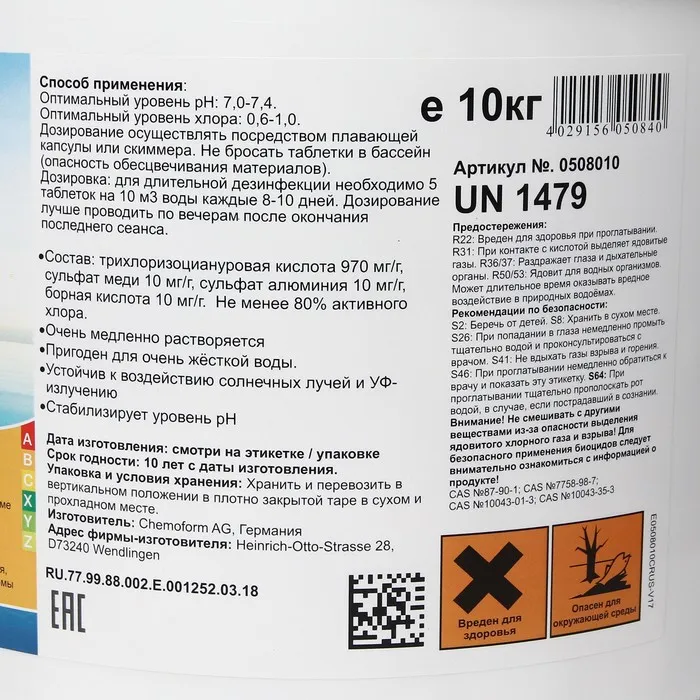 Способ применения:
Оптимальный уровень pH: 7,0-7,4.
Оптимальный уровень хлора: 0,6-1,0.
Дозирование осуществлять посредством плавающей
капсулы или скиммера. Не бросать таблетки в бассейн
(опасность обесцвечивания материалов).
Дозировка: для длительной дезинфекции необходимо 5
таблеток на 10 м3 воды каждые 8-10 дней. Дозирование
лучше проводить по вечерам после окончания
последнего сеанса.
•Состав: трихлоризоциануровая кислота 970 мг/г,
сульфат меди 10 мг/г, сульфат алюминия 10 мг/г,
борная кислота 10 мг/г. Не менее 80% активного
хлора.
•Очень медленно растворяется
•Пригоден для очень жёсткой воды.
•Устойчив к воздействию солнечных лучей и УФ-
излучению
•Стабилизирует уровень pH
Дата изготовления: смотри на этикетке / упаковке
Срок годности: 10 лет с даты изготовления.
Упаковка и условия хранения: Хранить и перевозить в
вертикальном положении в плотно закрытой таре в сухом и
прохладном месте.
Изготовитель: Chemoform AG, Германия
Адрес фирмы-изготовителя: Heinrich-Otto-Strasse 28,
D73240 Wendlingen
RU.77.99.88.002.E.001252.03.18
EAC
A
B
C
X
Y
Z
е 10кг
4029156050840
Артикул №. 0508010
UN 1479
Предостережения:
R22: Вреден для здоровья при проглатывании.
R31: При контакте с кислотой выделяет ядовитые
газы. R36/37: Раздражает глаза и дыхательные
органы. R50/53: Ядовит для водных организмов.
Может длительное время оказывать вредное
воздействие в природных водоёмах.
Рекомендации по безопасности:
S2: Беречь от детей. S8: Хранить в сухом месте.
S26: При попадании в глаза немедленно промыть
тщательно водой и проконсультироваться с
врачом. S41: Не вдыхать газы взрыва и горения.
S46: При проглатывании немедленно обратиться к
врачу и показать эту этикетку. S64: При
проглатывании тщательно прополоскать рот
водой, в случае, если пострадавший в сознании.
Внимание! Не смешивать с другими
веществами из-за опасности выделения
ядовитого хлорного газа и взрыва! Для
безопасного применения биоцидов следует
внимательно ознакомиться с информацией о
продукте!
CAS №87-90-1; CAS №7758-98-7;
CAS №10043-01-3; CAS №10043-35-3
Вреден для
здоровья
Опасен для
окружающей среды
E0508010CRUS-V17